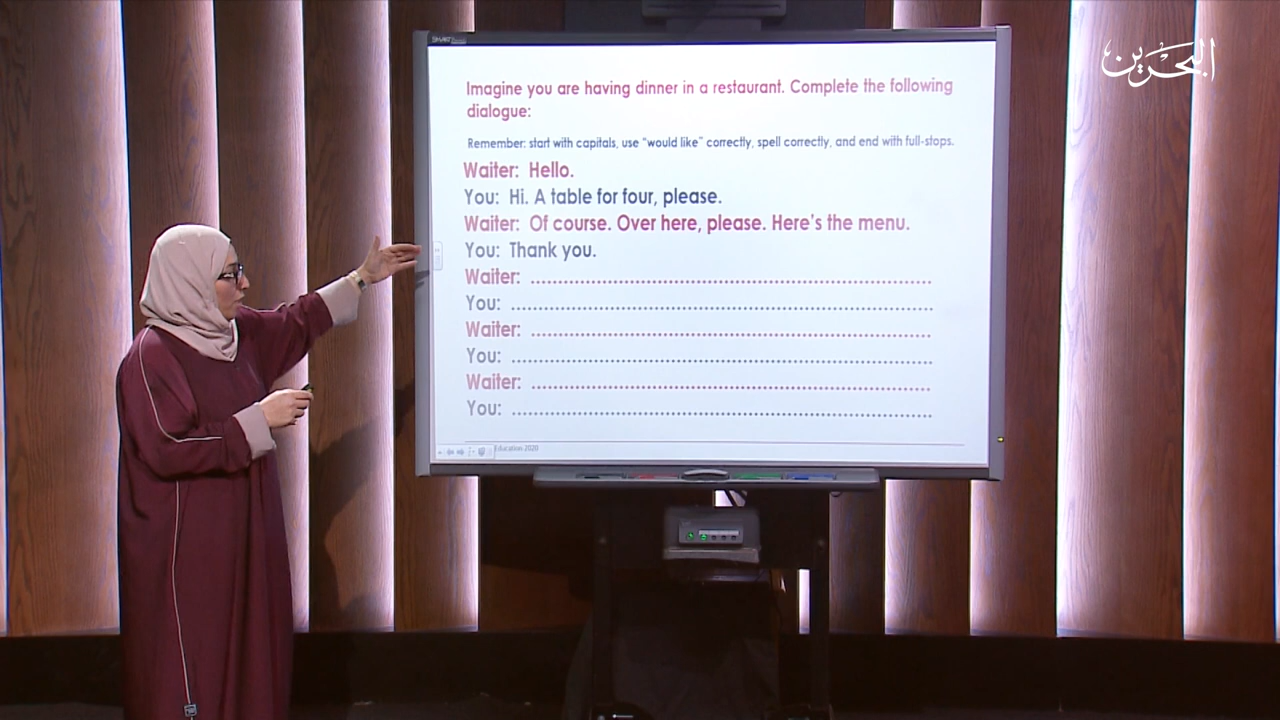 البحرين
SMART
Imagine you are having dinner in a restaurant. Complete the following
dialogue:
Remember: start with capitals, use “would like” correctly, spell correctly, and end with full-stops.
Waiter: Hello.
You: Hi. A table for four, please.
Waiter: Of course. Over here, please. Here’s the menu.
You: Thank you.
Waiter: ................................................................................
You: ....................................................................................
Waiter: ................................................................................
You: ....................................................................................
Waiter: ................................................................................
You: ....................................................................................
Education 2020